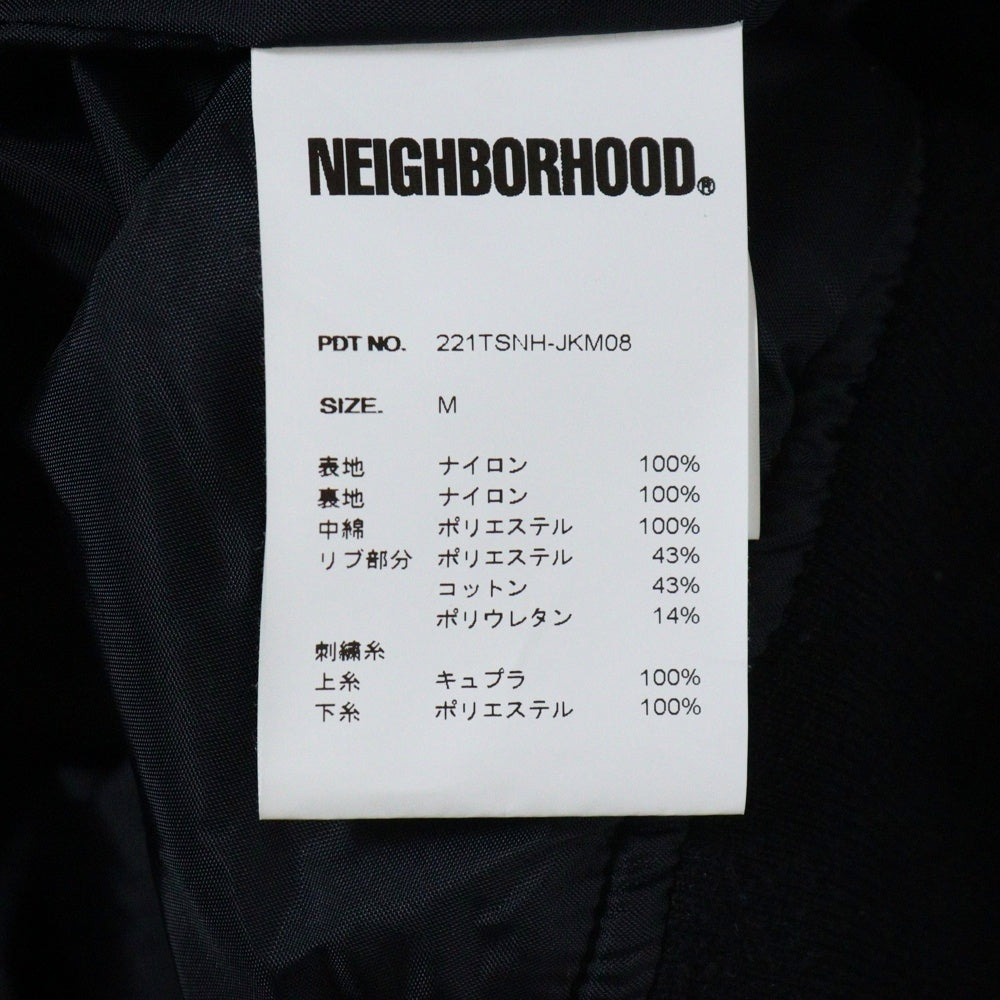 NEIGHBORHOOD.®
PDT NO. 221TSNH-JKM08
SIZE. M
表地 ナイロン 100%
裏地 ナイロン 100%
中綿 ポリエステル 100%
リブ部分 ポリエステル 43%
コットン 43%
ポリウレタン 14%
刺繍糸
上糸 キュプラ 100%
下糸 ポリエステル 100%